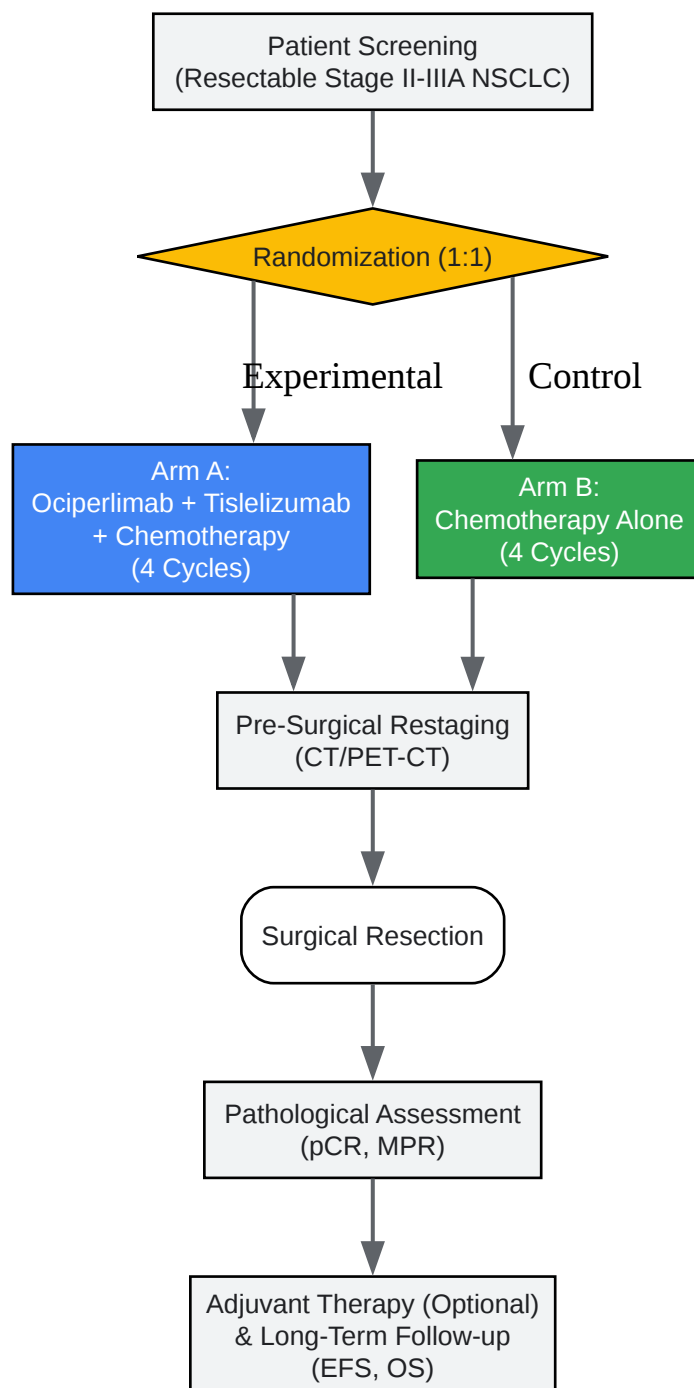 Patient Screening
(Resectable Stage II-IIIA NSCLC)
Randomization (1:1)
Experimental
Control
Arm A:
Ociperlimab + Tislelizumab
+ Chemotherapy
(4 Cycles)
Arm B:
Chemotherapy Alone
(4 Cycles)
Pre-Surgical Restaging
(CT/PET-CT)
Surgical Resection
Pathological Assessment
(pCR, MPR)
Adjuvant Therapy (Optional)
& Long-Term Follow-up
(EFS, OS)